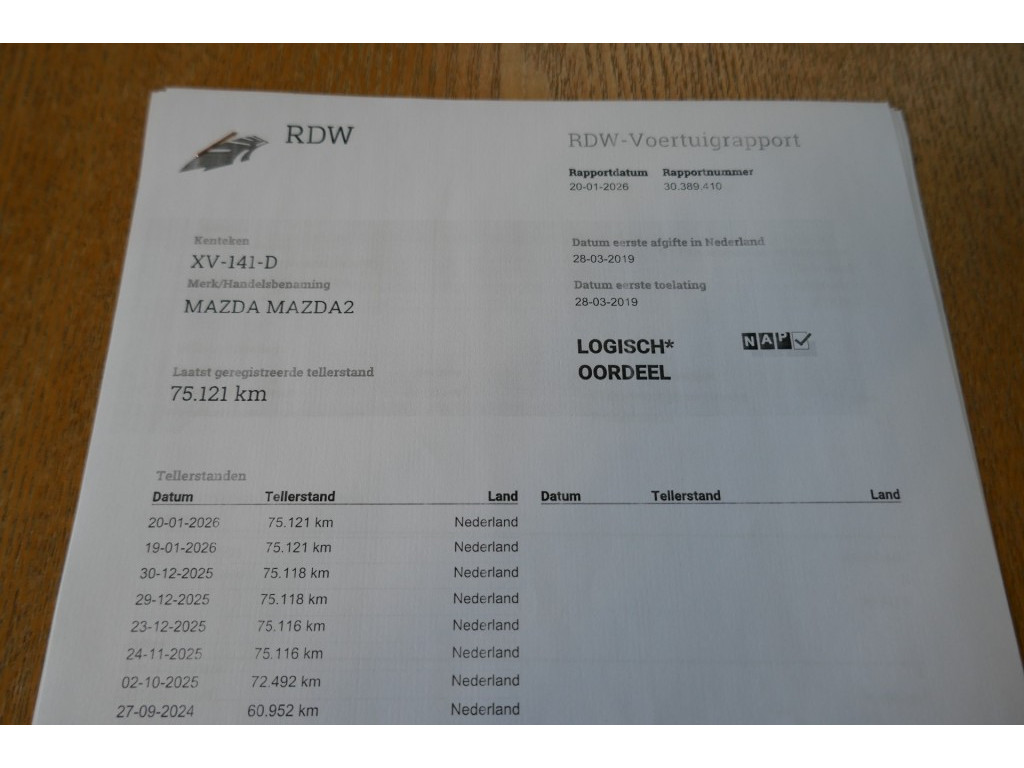 RDW
RDW-Voertuigrapport
Rapportdatum Rapportnummer
20-01-2026 30.389.410
Kenteken
XV-141-D
Merk/Handelsbenaming
MAZDA MAZDA2
Datum eerste afgifte in Nederland
28-03-2019
Datum eerste toelating
28-03-2019
LOGISCH*
OORDEEL
NAP
Laatst geregistreerde tellerstand
75.121 km
Tellerstanden
Datum Tellerstand Land Datum Tellerstand Land
20-01-2026 75.121 km Nederland
19-01-2026 75.121 km Nederland
30-12-2025 75.118 km Nederland
29-12-2025 75.118 km Nederland
23-12-2025 75.116 km Nederland
24-11-2025 75.116 km Nederland
02-10-2025 72.492 km Nederland
27-09-2024 60.952 km Nederland